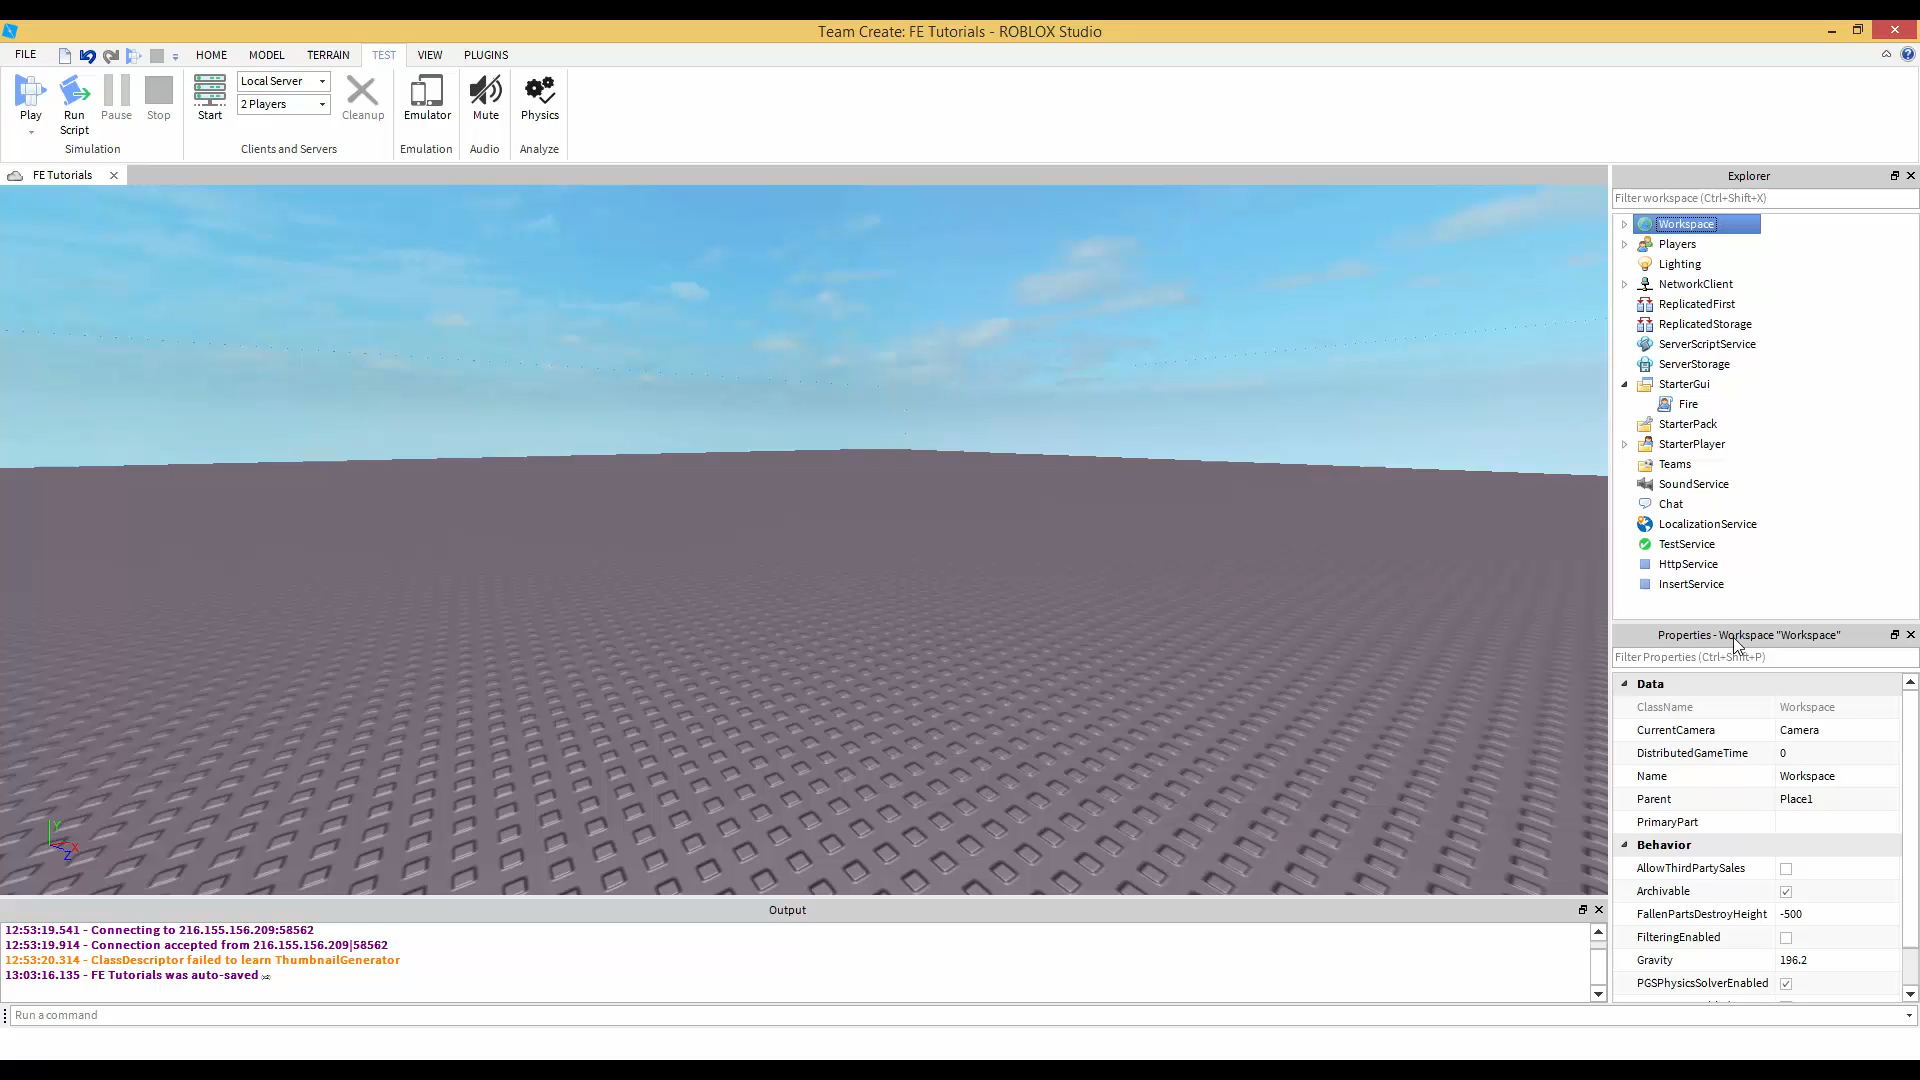 Team Create: FE Tutorials - ROBLOX Studio
FILE HOME MODEL TERRAIN TEST VIEW PLUGINS
Play
Run Script
Pause
Stop
Simulation
Start
Local Server
2 Players
Cleanup
Clients and Servers
Emulator
Emulation
Mute
Audio
Physics
Analyze
FE Tutorials
Explorer
Filter workspace (Ctrl+Shift+X)
Workspace
Players
Lighting
NetworkClient
ReplicatedFirst
ReplicatedStorage
ServerScriptService
ServerStorage
StarterGui
Fire
StarterPack
StarterPlayer
Teams
SoundService
Chat
LocalizationService
TestService
HttpService
InsertService
Properties - Workspace "Workspace"
Filter Properties (Ctrl+Shift+P)
Data
ClassName Workspace
CurrentCamera Camera
DistributedGameTime 0
Name Workspace
Parent Place1
PrimaryPart
Behavior
AllowThirdPartySales
Archivable
FallenPartsDestroyHeight -500
FilteringEnabled
Gravity 196.2
PGSPhysicsSolverEnabled
Y
X
Z
Output
12:53:19.541 - Connecting to 216.155.156.209:58562
12:53:19.914 - Connection accepted from 216.155.156.209|58562
12:53:20.314 - ClassDescriptor failed to learn ThumbnailGenerator
13:03:16.135 - FE Tutorials was auto-saved
Run a command